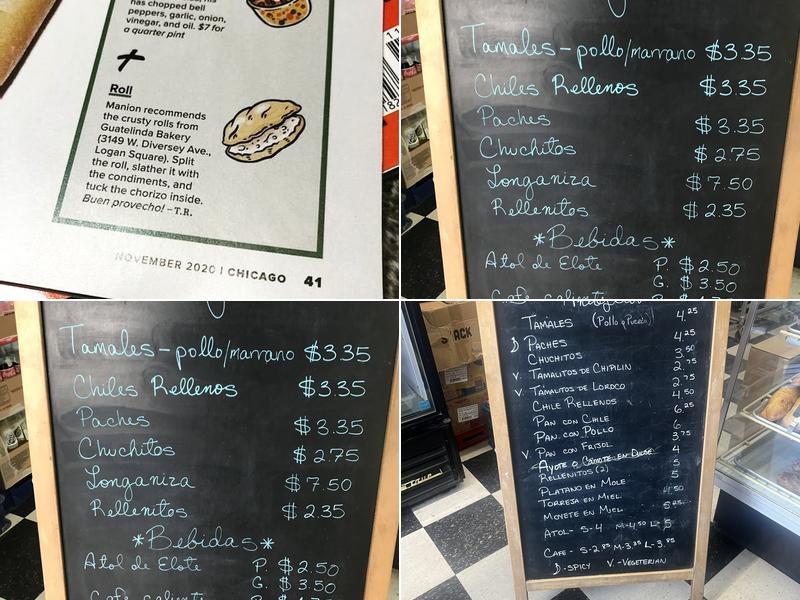 has chopped bell
peppers, garlic, onion,
vinegar, and oil. $7 for
a quarter pint
+
Roll
Manion recommends
the crusty rolls from
Guatelinda Bakery
(3149 W. Diversey Ave.,
Logan Square). Split
the roll, slather it with
the condiments, and
tuck the chorizo inside.
Buen provecho! –T.R.
NOVEMBER 2020 | CHICAGO 41
Tamales - pollo/marrano $3.35
Chiles Rellenos $3.35
Paches $3.35
Chuchitos $2.75
Longaniza $7.50
Rellenitos $2.35
*Bebidas*
Atol de Elote P. $2.50
G. $3.50
Tamales - pollo/marrano $3.35
Chiles Rellenos $3.35
Paches $3.35
Chuchitos $2.75
Longaniza $7.50
Rellenitos $2.35
*Bebidas*
Atol de Elote P. $2.50
G. $3.50
Cafe caliente
TAMALES (Pollo o Puerco) 4.25
PACHES 4.25
CHUCHITOS 3.50
V. TAMALITOS DE CHIPILIN 2.75
V. TAMALITOS DE LOROCO 2.75
CHILE RELLENOS 4.50
PAN CON CHILE 6.25
PAN CON POLLO 6
V PAN CON FRIJOL 3.75
AYOTE O CAMOTE EN DULCE 4
RELLENITOS (2) 5
PLATANO EN MOLE 5
TORREJA EN MIEL 4.50
MOYETE EN MIEL 5.25
ATOL- S-4 M-4.50 L-5
CAFE- S-2.85 M-3.35 L-3.85
-SPICY V.-VEGETERIAN